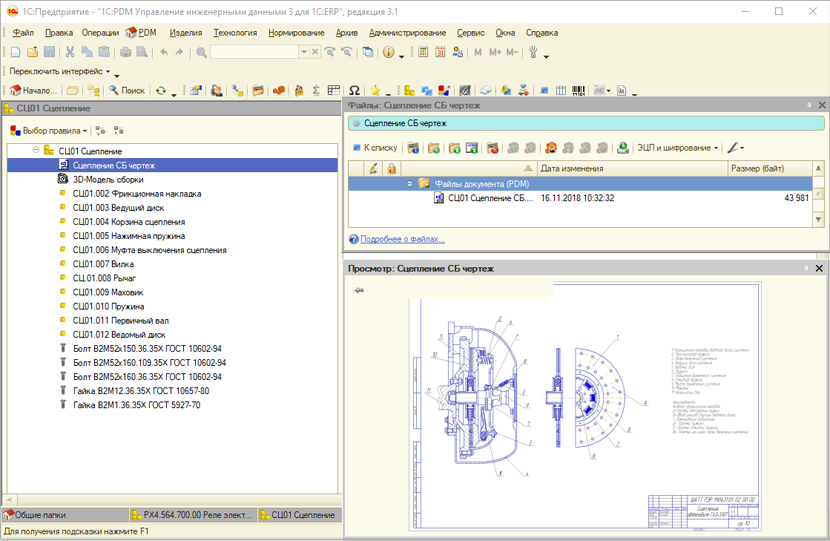 1С:Предприятие - "1С:PDM Управление инженерными данными 3 для 1С:ERP", редакция 3.1
Файл Правка Операции PDM Изделия Технология Нормирование Архив Администрирование Сервис Окна Справка
M M+ M-
Переключить интерфейс
Начало... Поиск
СЦ01 Сцепление
Выбор правила
СЦ01 Сцепление
Сцепление СБ чертеж
3D-Модель сборки
СЦ01.002 Фрикционная накладка
СЦ01.003 Ведущий диск
СЦ01.004 Корзина сцепления
СЦ01.005 Нажимная пружина
СЦ01.006 Муфта выключения сцепления
СЦ01.007 Вилка
СЦ.01.008 Рычаг
СЦ01.009 Маховик
СЦ01.010 Пружина
СЦ01.011 Первичный вал
СЦ01.012 Ведомый диск
Болт В2М52х150.36.35Х ГОСТ 10602-94
Болт В2М52х160.109.35Х ГОСТ 10602-94
Болт В2М52х160.36.35Х ГОСТ 10602-94
Гайка В2М12.36.35Х ГОСТ 10657-80
Гайка В2М1.36.35Х ГОСТ 5927-70
Файлы: Сцепление СБ чертеж
Сцепление СБ чертеж
К списку ЭЦП и шифрование
Дата изменения Размер (байт)
Файлы документа (PDM)
СЦ01 Сцепление СБ.... 16.11.2018 10:32:32 43 981
Подробнее о файлах...
Просмотр: Сцепление СБ чертеж
Сцепление
Общие папки РХ4.564.700.00 Реле элект... СЦ01 Сцепление
Для получения подсказки нажмите F1